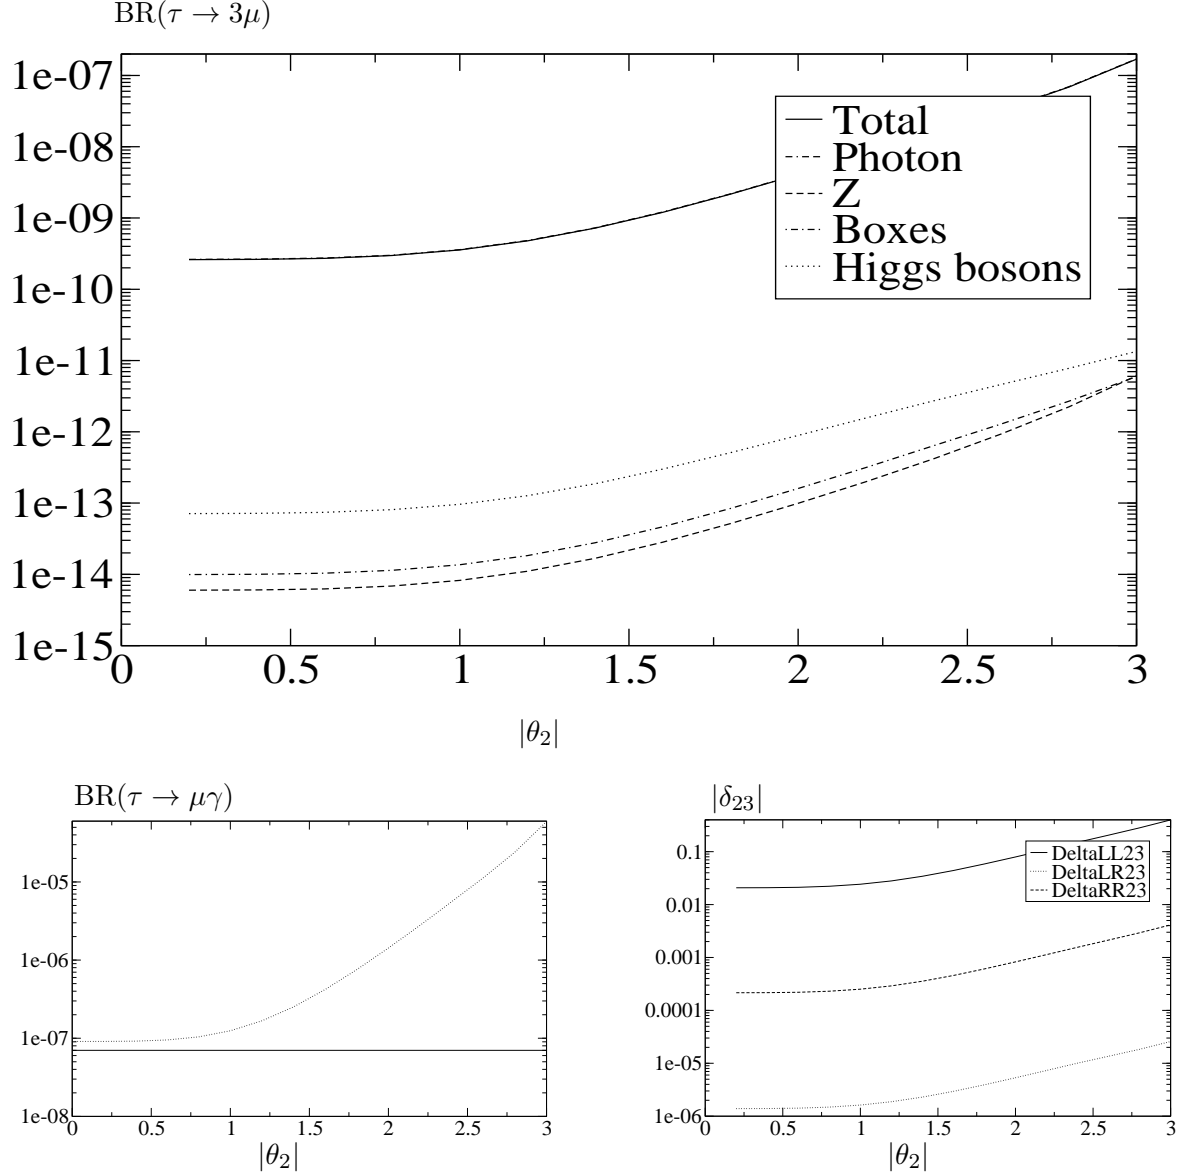 BR(τ → 3μ)
1e-07
1e-08
1e-09
1e-10
1e-11
1e-12
1e-13
1e-14
1e-15
Total
Photon
Z
Boxes
Higgs bosons
0 0.5 1 1.5 2 2.5 3
|θ₂|
BR(τ → μγ)
1e-05
1e-06
1e-07
1e-08
0 0.5 1 1.5 2 2.5 3
|θ₂|
|δ₂₃|
0.1
0.01
0.001
0.0001
1e-05
1e-06
DeltaLL23
DeltaLR23
DeltaRR23
0 0.5 1 1.5 2 2.5 3
|θ₂|